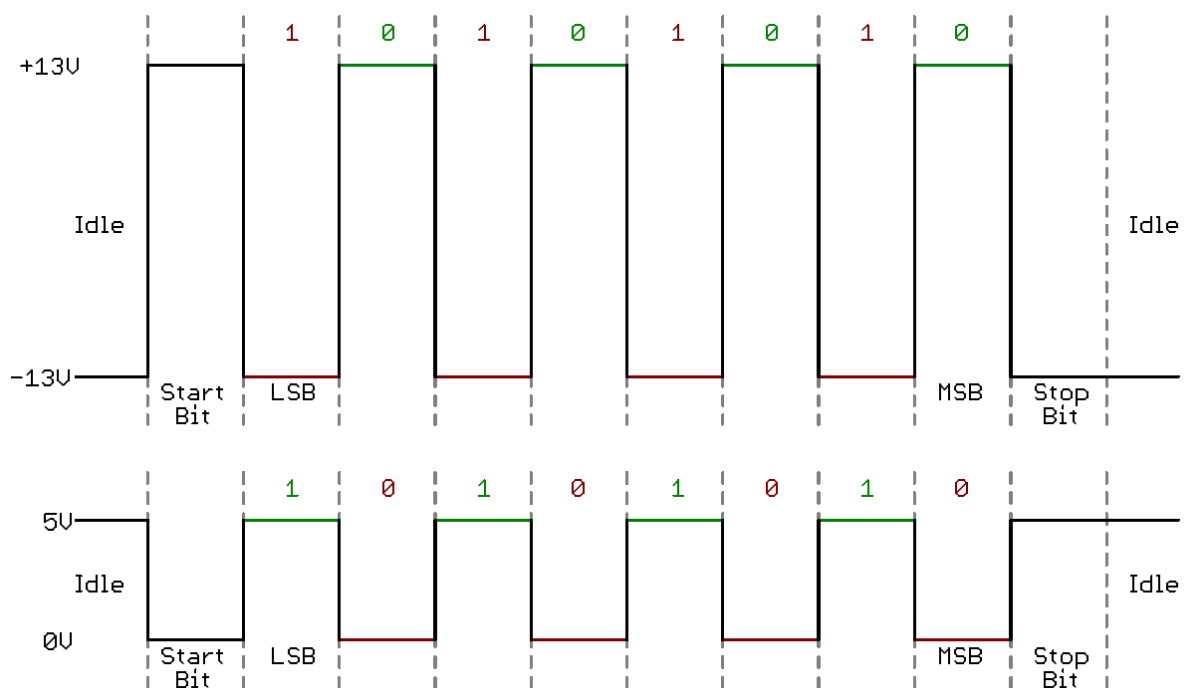 1 0 1 0 1 0 1 0
+13V
Idle Idle
-13V
Start LSB MSB Stop
Bit Bit
1 0 1 0 1 0 1 0
5V
Idle Idle
0V
Start LSB MSB Stop
Bit Bit